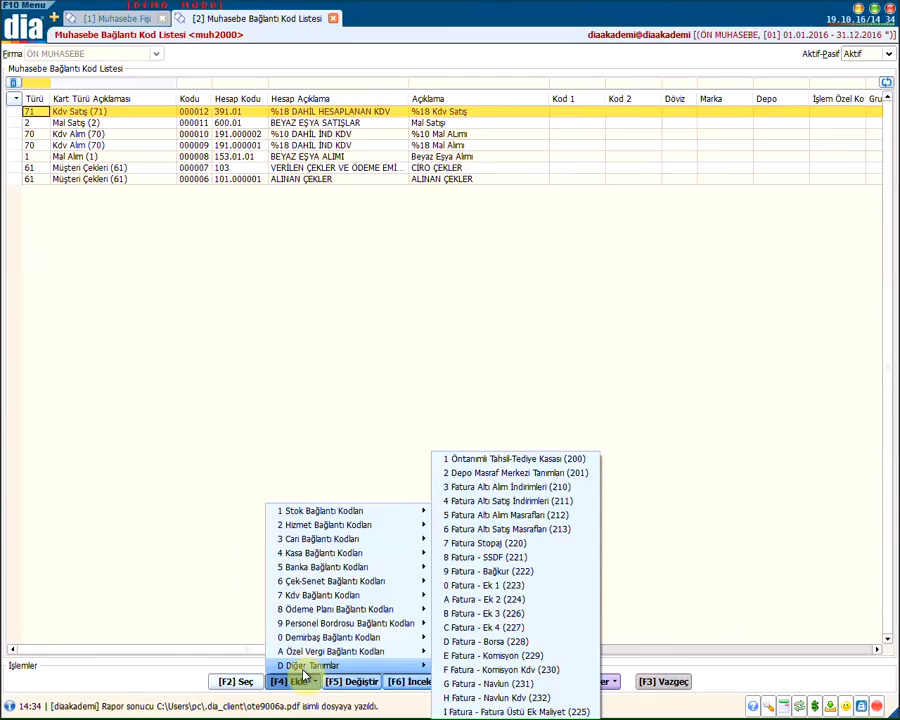 F10 Menu
[DEMO MODU]
dia
[1] Muhasebe Fişi
[2] Muhasebe Bağlantı Kod Listesi
19.10.16/14 34
Muhasebe Bağlantı Kod Listesi <muh2000>
diaakademi@diaakademi [(ÖN MUHASEBE, [01] 01.01.2016 - 31.12.2016 ")]
Firma ÖN MUHASEBE
Aktif-Pasif Aktif
Muhasebe Bağlantı Kod Listesi
Türü Kart Türü Açıklaması Kodu Hesap Kodu Hesap Açıklama Açıklama Kod 1 Kod 2 Döviz Marka Depo İşlem Özel Ko Gru
71 Kdv Satış (71) 000012 391.01 %18 DAHİL HESAPLANAN KDV %18 Kdv Satış
2 Mal Satış (2) 000011 600.01 BEYAZ EŞYA SATIŞLAR Mal Satışı
70 Kdv Alım (70) 000010 191.000002 %10 DAHİL İND KDV %10 Mal ALımı
70 Kdv Alım (70) 000009 191.000001 %18 DAHİL İND KDV %18 Mal Alımı
1 Mal Alım (1) 000008 153.01.01 BEYAZ EŞYA ALIMI Beyaz Eşya Alımı
61 Müşteri Çekleri (61) 000007 103 VERİLEN ÇEKLER VE ÖDEME EMİ... CİRO ÇEKLER
61 Müşteri Çekleri (61) 000006 101.000001 ALINAN ÇEKLER ALINAN ÇEKLER
1 Stok Bağlantı Kodları
2 Hizmet Bağlantı Kodları
3 Cari Bağlantı Kodları
4 Kasa Bağlantı Kodları
5 Banka Bağlantı Kodları
6 Çek-Senet Bağlantı Kodları
7 Kdv Bağlantı Kodları
8 Ödeme Planı Bağlantı Kodları
9 Personel Bordrosu Bağlantı Kodları
0 Demirbaş Bağlantı Kodları
A Özel Vergi Bağlantı Kodları
D Diğer Tanımlar
1 Öntanımlı Tahsil-Tediye Kasası (200)
2 Depo Masraf Merkezi Tanımları (201)
3 Fatura Altı Alım İndirimleri (210)
4 Fatura Altı Satış İndirimleri (211)
5 Fatura Altı Alım Masrafları (212)
6 Fatura Altı Satış Masrafları (213)
7 Fatura Stopaj (220)
8 Fatura - SSDF (221)
9 Fatura - Bağkur (222)
0 Fatura - Ek 1 (223)
A Fatura - Ek 2 (224)
B Fatura - Ek 3 (226)
C Fatura - Ek 4 (227)
D Fatura - Borsa (228)
E Fatura - Komisyon (229)
F Fatura - Komisyon Kdv (230)
G Fatura - Navlun (231)
H Fatura - Navlun Kdv (232)
I Fatura - Fatura Üstü Ek Maliyet (225)
İşlemler
[F2] Seç [F4] Ekle [F5] Değiştir [F6] İncele [F3] Vazgeç
14:34 | [diaakademi] Rapor sonucu C:\Users\pc\.dia_client\ote9006a.pdf isimli dosyaya yazıldı.